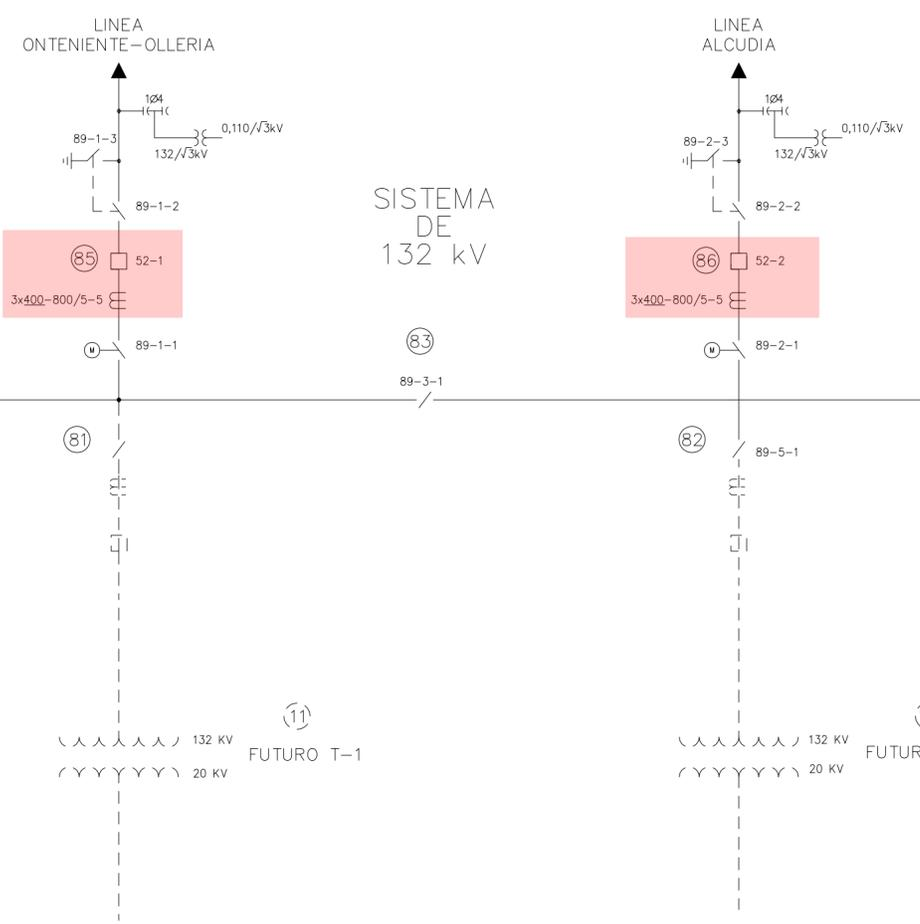 LINEA
ONTENIENTE-OLLERIA
LINEA
ALCUDIA
1Ø4
1Ø4
0,110/√3kV
0,110/√3kV
89-1-3
132/√3kV
89-2-3
132/√3kV
89-1-2
89-2-2
SISTEMA
DE
132 kV
85
52-1
86
52-2
3x400-800/5-5
3x400-800/5-5
M
89-1-1
M
89-2-1
83
89-3-1
81
82
89-5-1
11
132 KV
132 KV
FUTURO T-1
FUTUR
20 KV
20 KV